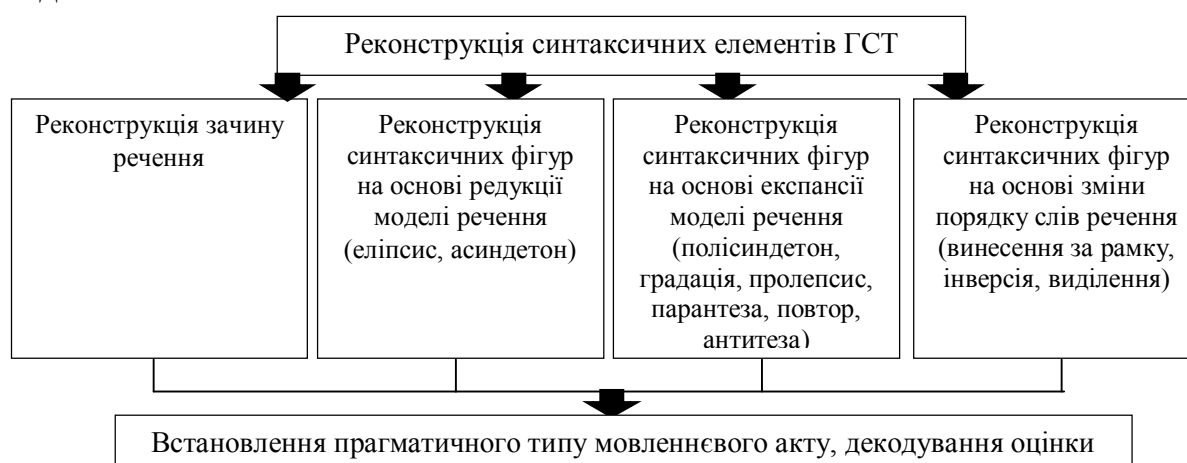 Реконструкція синтаксичних елементів ГСТ
Реконструкція зачину
речення
Реконструкція
синтаксичних фігур
на основі редукції
моделі речення
(еліпсис, асиндетон)
Реконструкція
синтаксичних фігур
на основі експансії
моделі речення
(полісиндетон,
градація, пролепсис,
парантеза, повтор,
антитеза)
Реконструкція
синтаксичних фігур
на основі зміни
порядку слів речення
(винесення за рамку,
інверсія, виділення)
Встановлення прагматичного типу мовленнєвого акту, декодування оцінки